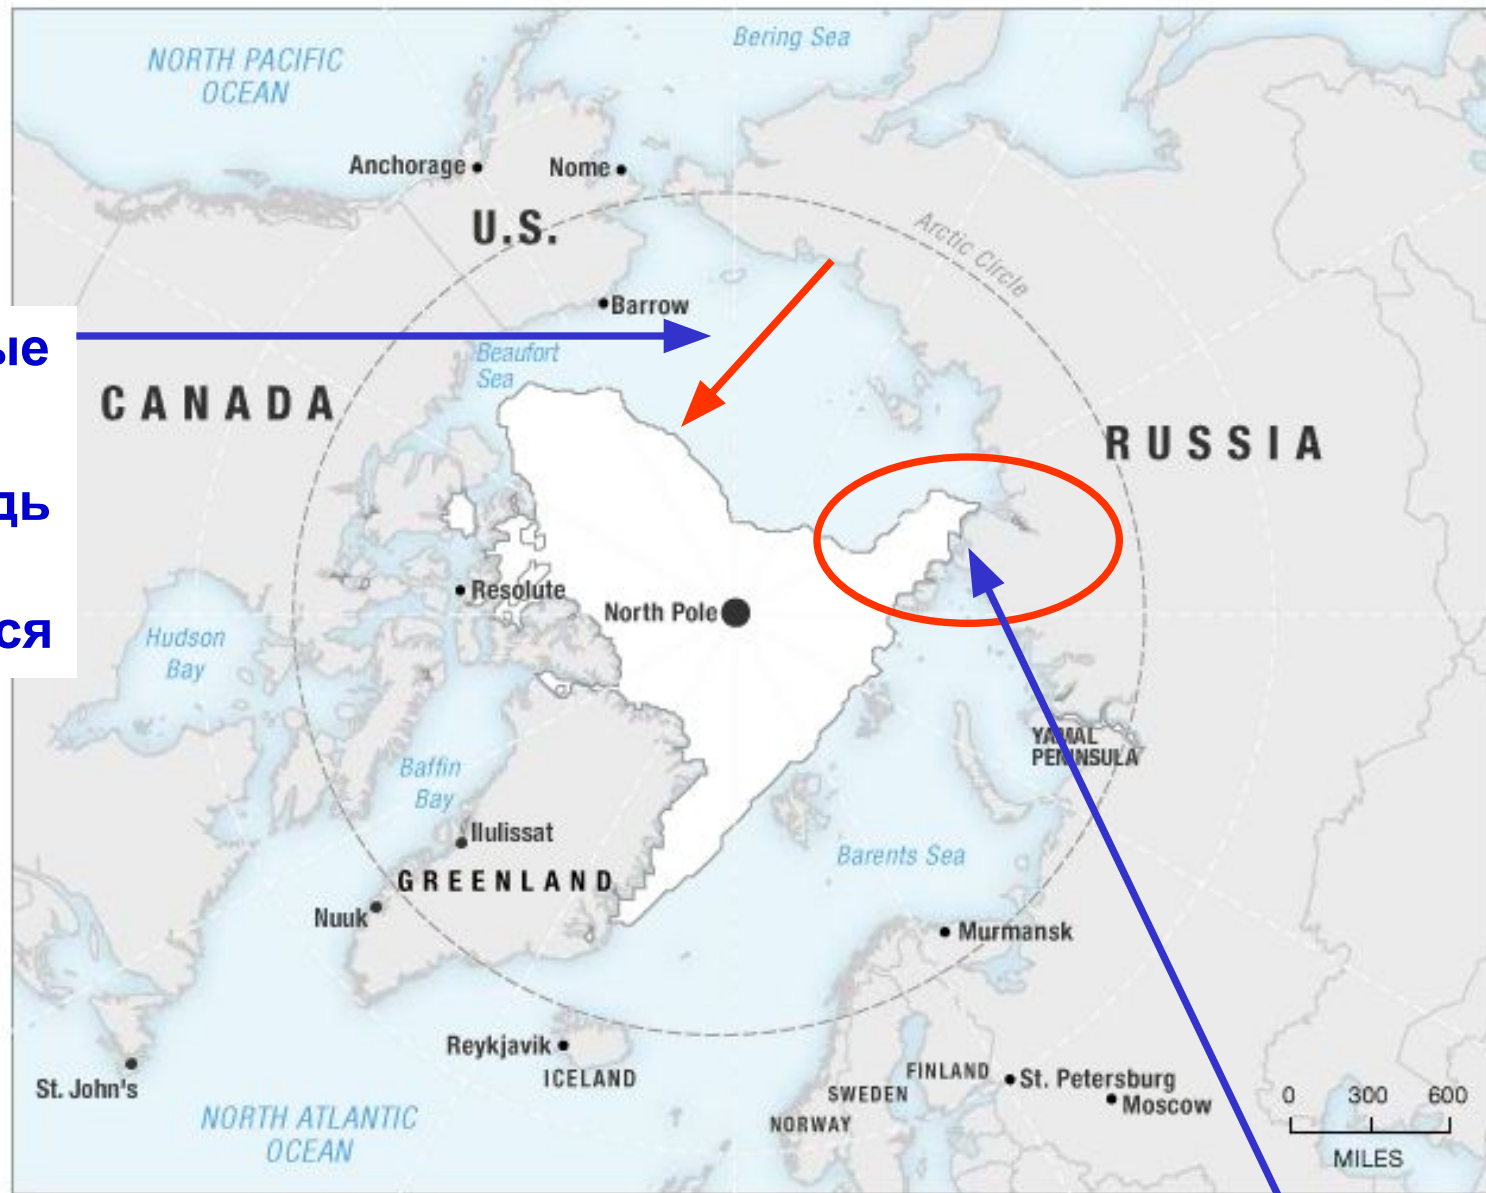 Bering Sea
NORTH PACIFIC
OCEAN
Anchorage
Nome
U.S.
Arctic Circle
Barrow
ые
Beaufort
Sea
CANADA
RUSSIA
дь
Resolute
North Pole
ся
Hudson
Bay
YAMAL
PENINSULA
Baffin
Bay
Ilulissat
Barents Sea
GREENLAND
Nuuk
Murmansk
Reykjavik
ICELAND
FINLAND
St. Petersburg
St. John's
SWEDEN
Moscow
0 300 600
NORTH ATLANTIC
OCEAN
NORWAY
MILES